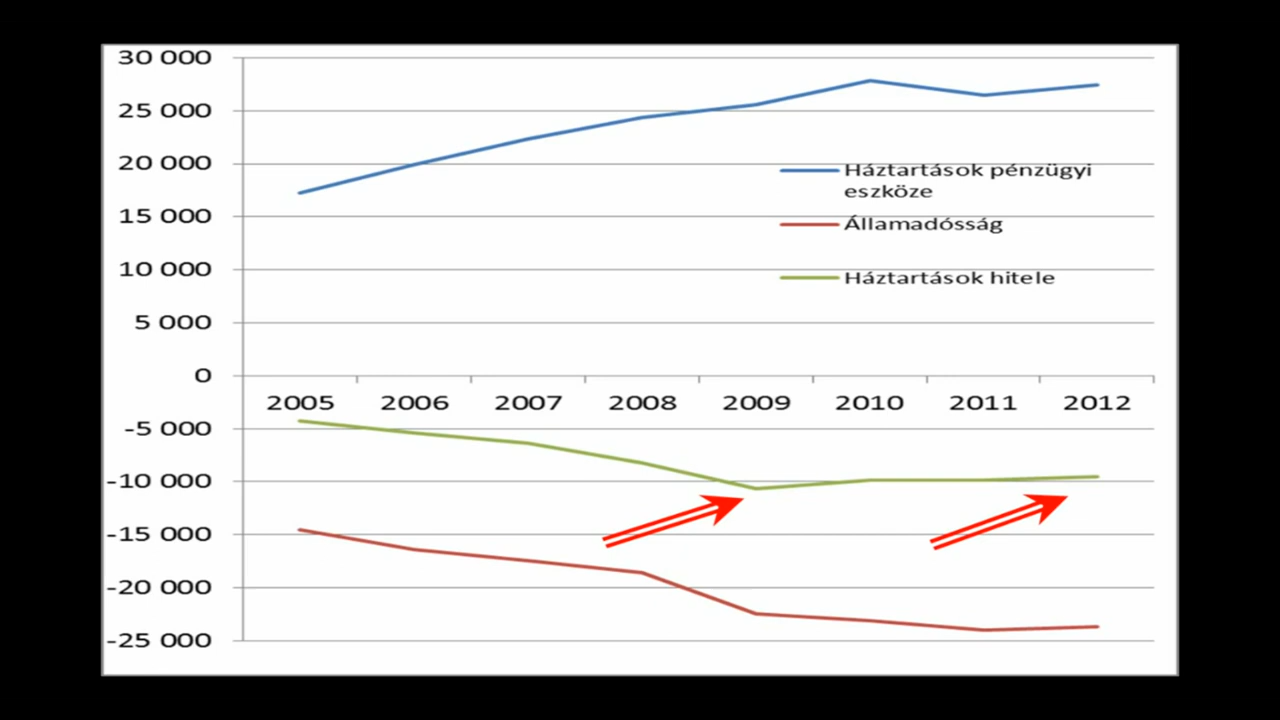 30 000
25 000
20 000
15 000
10 000
5 000
0
-5 000
-10 000
-15 000
-20 000
-25 000
2005 2006 2007 2008 2009 2010 2011 2012
Háztartások pénzügyi
eszköze
Államadósság
Háztartások hitele